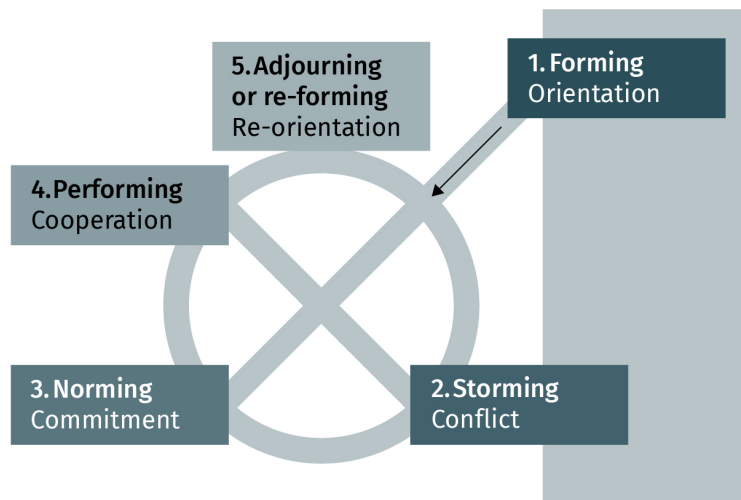 1. Forming
Orientation
2. Storming
Conflict
3. Norming
Commitment
4. Performing
Cooperation
5. Adjourning
or re-forming
Re-orientation